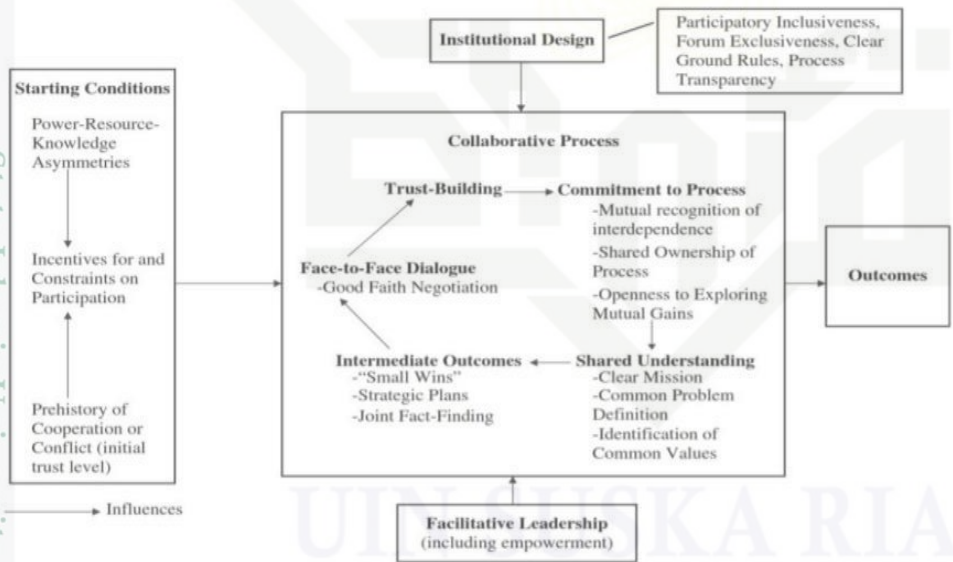 Institutional Design
Participatory Inclusiveness,
Forum Exclusiveness, Clear
Ground Rules, Process
Transparency
Starting Conditions
Power-Resource-
Knowledge
Asymmetries
Incentives for and
Constraints on
Participation
Prehistory of
Cooperation or
Conflict (initial
trust level)
Influences
Collaborative Process
Trust-Building
Commitment to Process
-Mutual recognition of
interdependence
-Shared Ownership of
Process
-Openness to Exploring
Mutual Gains
Face-to-Face Dialogue
-Good Faith Negotiation
Intermediate Outcomes
-“Small Wins”
-Strategic Plans
-Joint Fact-Finding
Shared Understanding
-Clear Mission
-Common Problem
Definition
-Identification of
Common Values
Outcomes
Facilitative Leadership
(including empowerment)
UIN SUSKA RIA